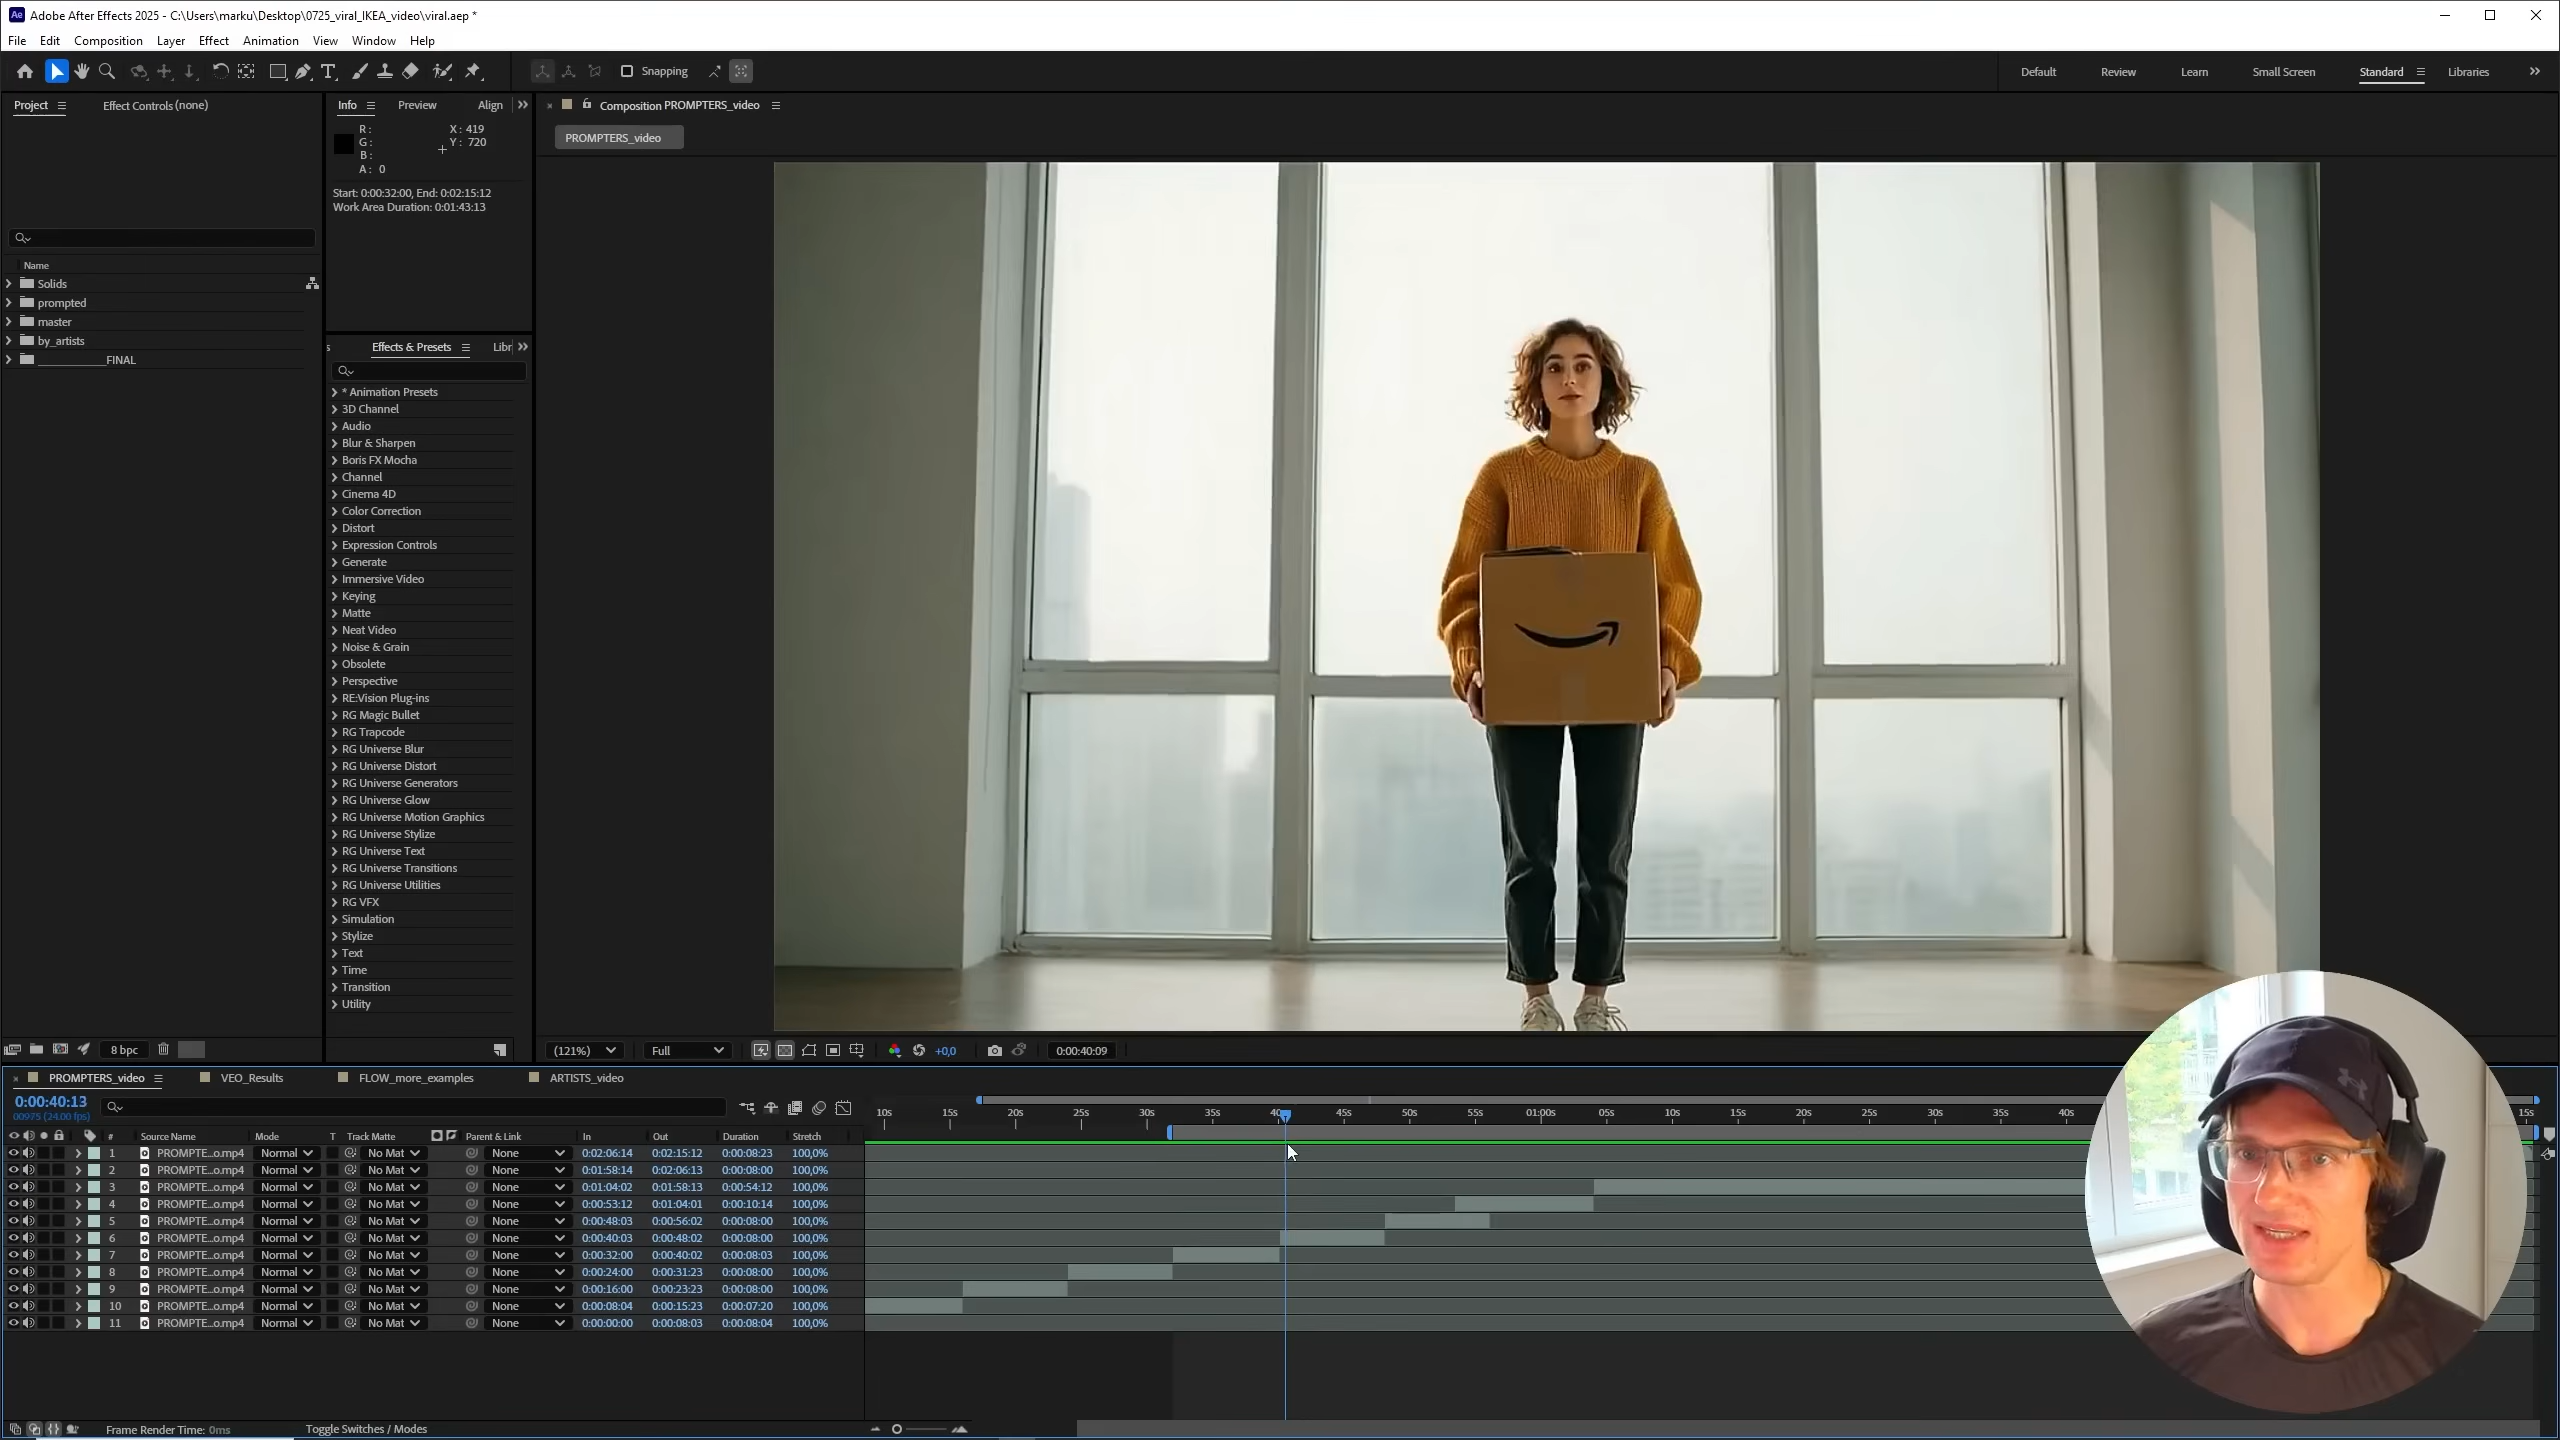 Adobe After Effects 2025 - C:\Users\marku\Desktop\0725_viral_IKEA_video\viral.aep *
File Edit Composition Layer Effect Animation View Window Help
Snapping
Default Review Learn Small Screen Standard Libraries
Project Effect Controls (none)
Name
Solids
prompted
master
by_artists
____________FINAL
8 bpc
Info Preview Align
R :
G :
B :
A : 0
X : 419
Y : 720
Start: 0:00:32:00, End: 0:02:15:12
Work Area Duration: 0:01:43:13
s Effects & Presets Libr
* Animation Presets
3D Channel
Audio
Blur & Sharpen
Boris FX Mocha
Channel
Cinema 4D
Color Correction
Distort
Expression Controls
Generate
Immersive Video
Keying
Matte
Neat Video
Noise & Grain
Obsolete
Perspective
RE:Vision Plug-ins
RG Magic Bullet
RG Trapcode
RG Universe Blur
RG Universe Distort
RG Universe Generators
RG Universe Glow
RG Universe Motion Graphics
RG Universe Stylize
RG Universe Text
RG Universe Transitions
RG Universe Utilities
RG VFX
Simulation
Stylize
Text
Time
Transition
Utility
Composition PROMPTERS_video
PROMPTERS_video
(121%) Full +0,0 0:00:40:09
PROMPTERS_video VEO_Results FLOW_more_examples ARTISTS_video
0:00:40:13
00975 (24.00 fps)
10s 15s 20s 25s 30s 35s 40s 45s 50s 55s 01:00s 05s 10s 15s 20s 25s 30s 35s 40s 15s
# Source Name Mode T Track Matte Parent & Link In Out Duration Stretch
1 PROMPTE...o.mp4 Normal No Mat None 0:02:06:14 0:02:15:12 0:00:08:23 100,0%
2 PROMPTE...o.mp4 Normal No Mat None 0:01:58:14 0:02:06:13 0:00:08:00 100,0%
3 PROMPTE...o.mp4 Normal No Mat None 0:01:04:02 0:01:58:13 0:00:54:12 100,0%
4 PROMPTE...o.mp4 Normal No Mat None 0:00:53:12 0:01:04:01 0:00:10:14 100,0%
5 PROMPTE...o.mp4 Normal No Mat None 0:00:48:03 0:00:56:02 0:00:08:00 100,0%
6 PROMPTE...o.mp4 Normal No Mat None 0:00:40:03 0:00:48:02 0:00:08:00 100,0%
7 PROMPTE...o.mp4 Normal No Mat None 0:00:32:00 0:00:40:02 0:00:08:03 100,0%
8 PROMPTE...o.mp4 Normal No Mat None 0:00:24:00 0:00:31:23 0:00:08:00 100,0%
9 PROMPTE...o.mp4 Normal No Mat None 0:00:16:00 0:00:23:23 0:00:08:00 100,0%
10 PROMPTE...o.mp4 Normal No Mat None 0:00:08:04 0:00:15:23 0:00:07:20 100,0%
11 PROMPTE...o.mp4 Normal No Mat None 0:00:00:00 0:00:08:03 0:00:08:04 100,0%
Frame Render Time: 0ms Toggle Switches / Modes